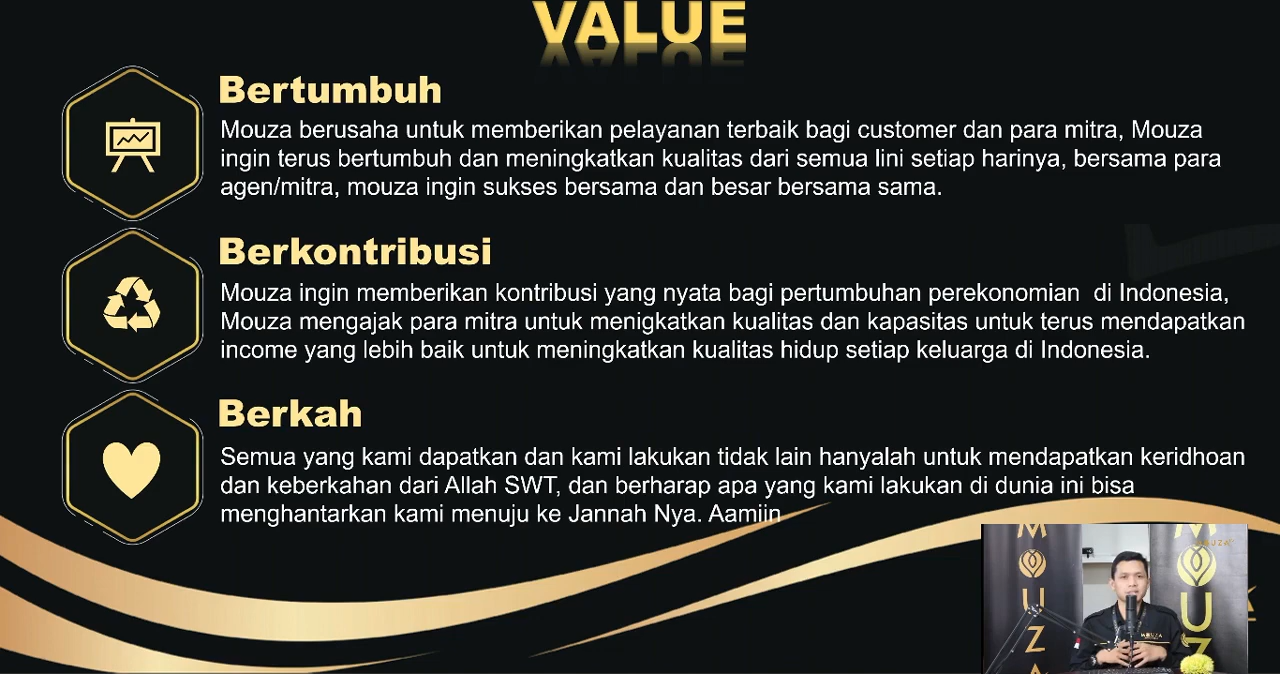 VALUE
Bertumbuh
Mouza berusaha untuk memberikan pelayanan terbaik bagi customer dan para mitra, Mouza
ingin terus bertumbuh dan meningkatkan kualitas dari semua lini setiap harinya, bersama para
agen/mitra, mouza ingin sukses bersama dan besar bersama sama.
Berkontribusi
Mouza ingin memberikan kontribusi yang nyata bagi pertumbuhan perekonomian di Indonesia,
Mouza mengajak para mitra untuk menigkatkan kualitas dan kapasitas untuk terus mendapatkan
income yang lebih baik untuk meningkatkan kualitas hidup setiap keluarga di Indonesia.
Berkah
Semua yang kami dapatkan dan kami lakukan tidak lain hanyalah untuk mendapatkan keridhoan
dan keberkahan dari Allah SWT, dan berharap apa yang kami lakukan di dunia ini bisa
menghantarkan kami menuju ke Jannah Nya. Aamiin
MOUZA
MOUZ
MOUZA